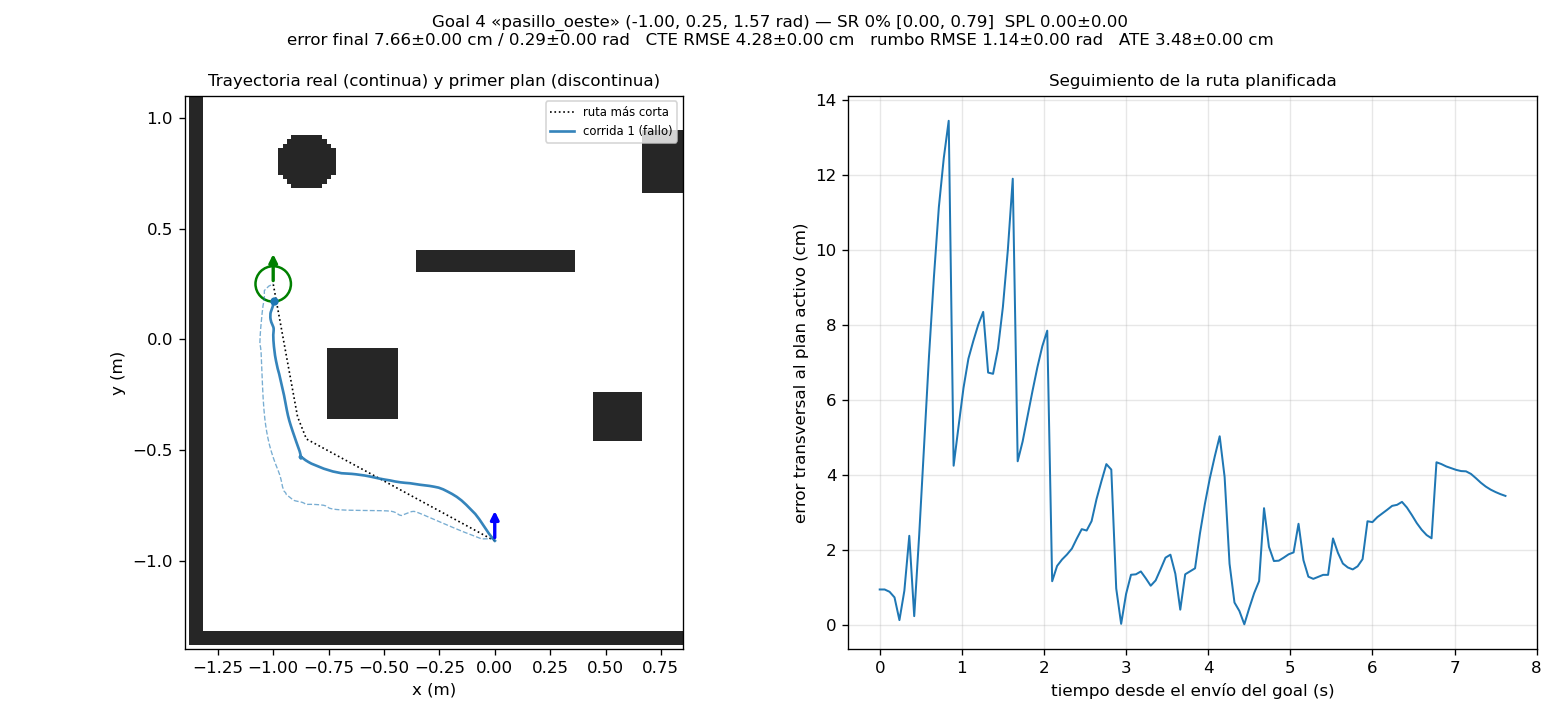 Goal 4 «pasillo_oeste» (-1.00, 0.25, 1.57 rad) — SR 0% [0.00, 0.79]  SPL 0.00±0.00
error final 7.66±0.00 cm / 0.29±0.00 rad   CTE RMSE 4.28±0.00 cm   rumbo RMSE 1.14±0.00 rad   ATE 3.48±0.00 cm
Trayectoria real (continua) y primer plan (discontinua)
ruta más corta
corrida 1 (fallo)
1.0
0.5
0.0
−0.5
−1.0
y (m)
−1.25 −1.00 −0.75 −0.50 −0.25 0.00 0.25 0.50 0.75
x (m)
Seguimiento de la ruta planificada
14
12
10
8
6
4
2
0
error transversal al plan activo (cm)
0 1 2 3 4 5 6 7 8
tiempo desde el envío del goal (s)